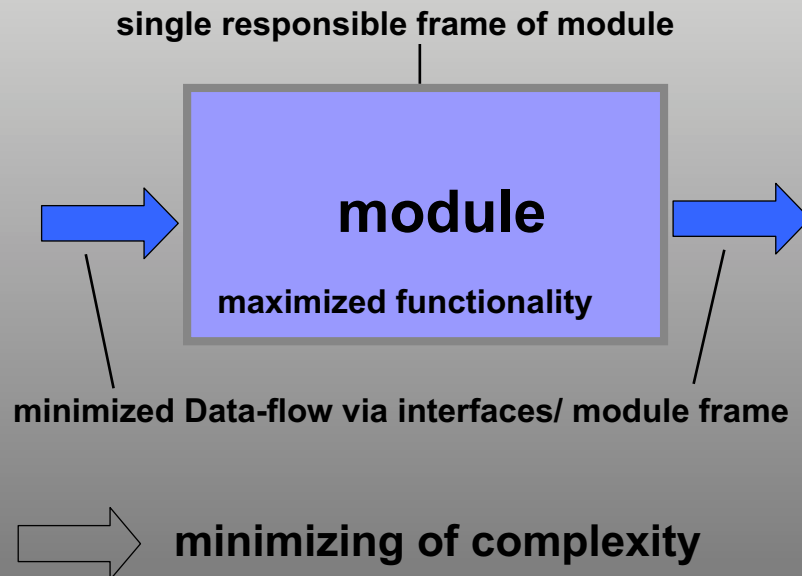 single responsible frame of module
module
maximized functionality
minimized Data-flow via interfaces/ module frame
minimizing of complexity